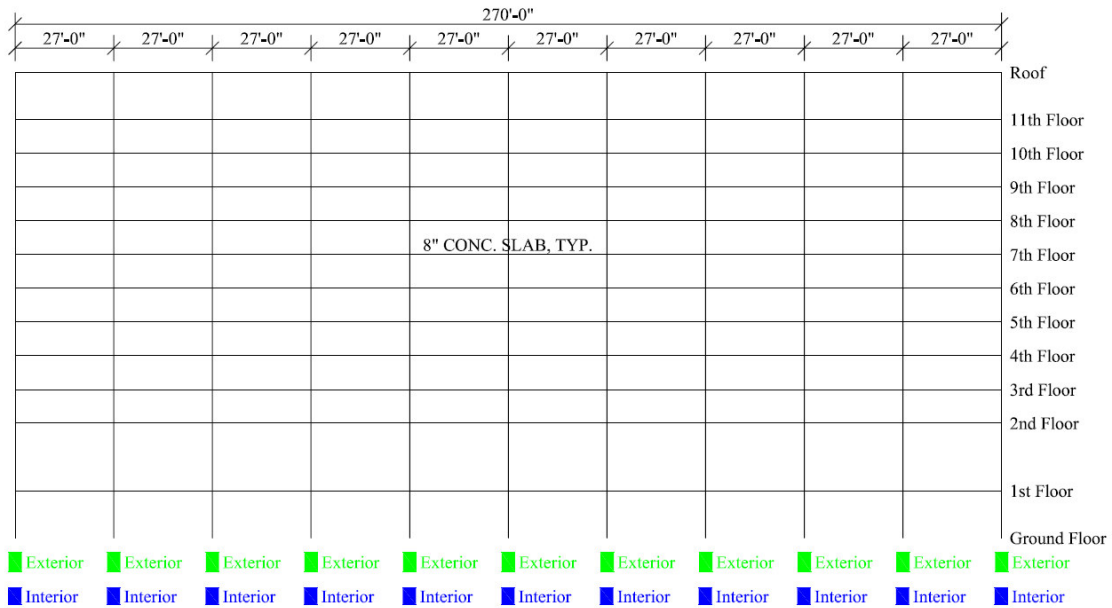 270'-0"
27'-0" 27'-0" 27'-0" 27'-0" 27'-0" 27'-0" 27'-0" 27'-0" 27'-0" 27'-0"
Roof
11th Floor
10th Floor
9th Floor
8th Floor
8" CONC. SLAB, TYP.
7th Floor
6th Floor
5th Floor
4th Floor
3rd Floor
2nd Floor
1st Floor
Ground Floor
Exterior Exterior Exterior Exterior Exterior Exterior Exterior Exterior Exterior Exterior Exterior
Interior Interior Interior Interior Interior Interior Interior Interior Interior Interior Interior